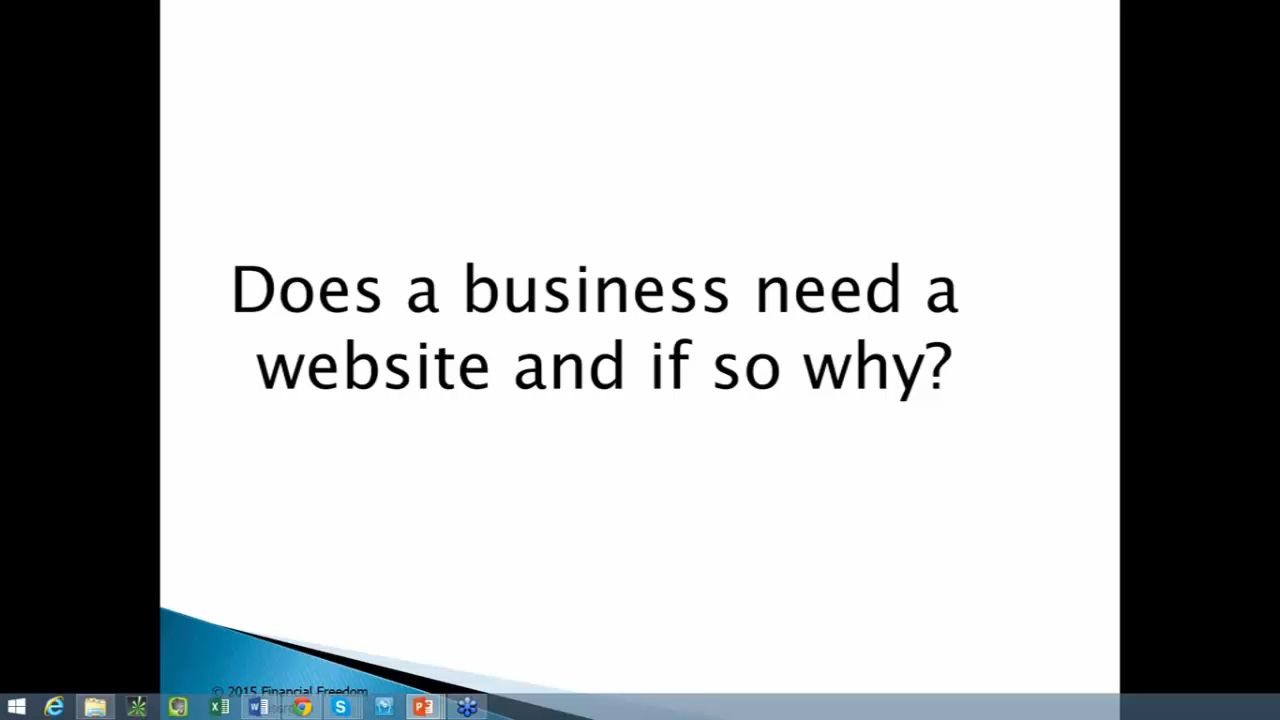 Does a business need a
website and if so why?
© 2015 Financial Freedom